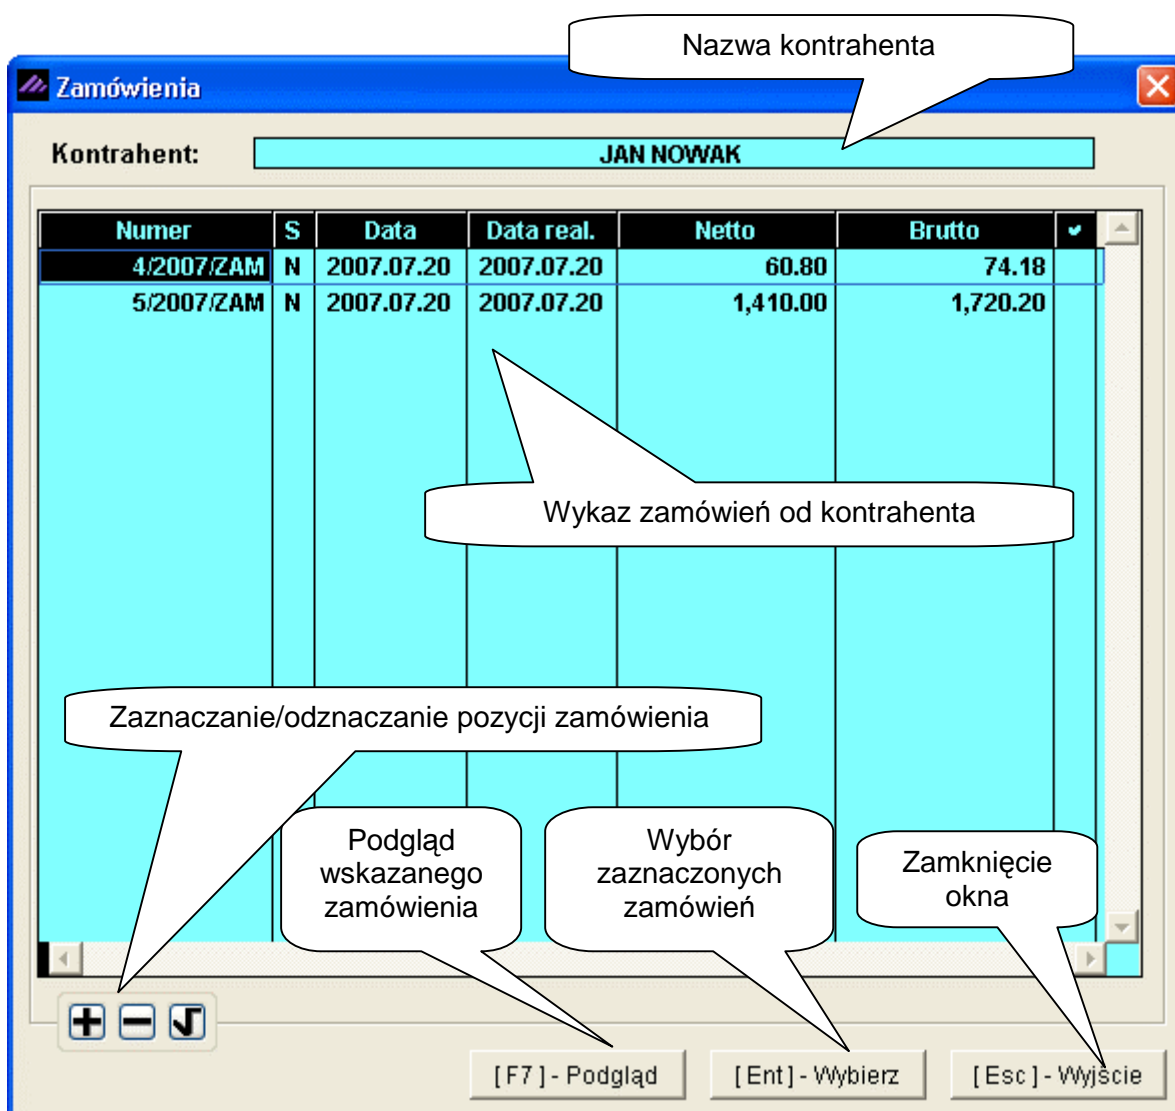 Nazwa kontrahenta
Zamówienia
Kontrahent: JAN NOWAK
Numer S Data Data real. Netto Brutto
4/2007/ZAM N 2007.07.20 2007.07.20 60.80 74.18
5/2007/ZAM N 2007.07.20 2007.07.20 1,410.00 1,720.20
Wykaz zamówień od kontrahenta
Zaznaczanie/odznaczanie pozycji zamówienia
Podgląd
wskazanego
zamówienia
Wybór
zaznaczonych
zamówień
Zamknięcie
okna
[ F7 ] - Podgląd [ Ent ] - Wybierz [ Esc ] - Wyjście